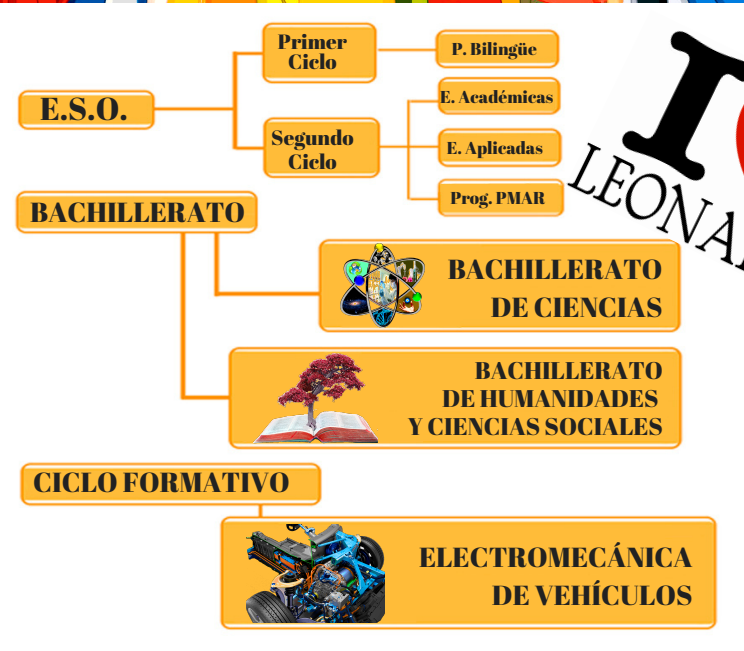 Primer
Ciclo
P. Bilingüe
E.S.O.
E. Académicas
Segundo
Ciclo
E. Aplicadas
Prog. PMAR
I
BACHILLERATO
BACHILLERATO
DE CIENCIAS
BACHILLERATO
DE HUMANIDADES
Y CIENCIAS SOCIALES
CICLO FORMATIVO
ELECTROMECÁNICA
DE VEHÍCULOS